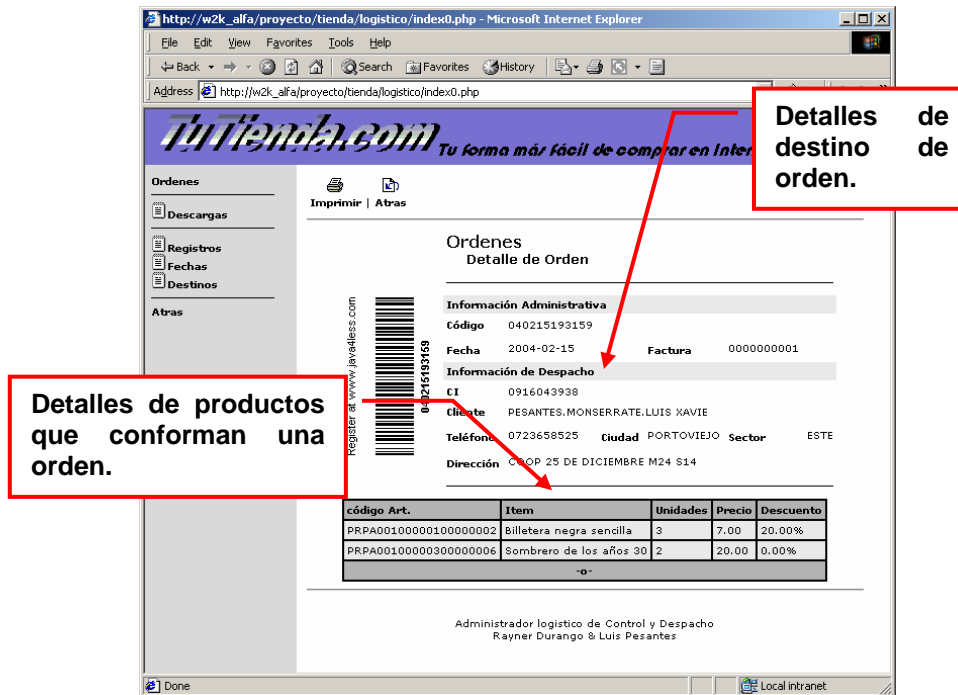 http://w2k_alfa/proyecto/tienda/logistico/index0.php - Microsoft Internet Explorer
File Edit View Favorites Tools Help
Back Search Favorites History
Address http://w2k_alfa/proyecto/tienda/logistico/index0.php
TuTienda.com Tu forma más fácil de comprar en
Detalles de
destino de
orden.
Ordenes
Descargas
Registros
Fechas
Destinos
Atras
Imprimir | Atras
Ordenes
Detalle de Orden
Register at www.java4less.com
040215193159
Información Administrativa
Código 040215193159
Fecha 2004-02-15 Factura 0000000001
Información de Despacho
CI 0916043938
Cliente PESANTES.MONSERRATE.LUIS XAVIE
Teléfono 0723658525 Ciudad PORTOVIEJO Sector ESTE
Dirección COOP 25 DE DICIEMBRE M24 S14
Detalles de productos
que conforman una
orden.
código Art. Item Unidades Precio Descuento
PRPA00100000100000002 Billetera negra sencilla 3 7.00 20.00%
PRPA00100000300000006 Sombrero de los años 30 2 20.00 0.00%
-o-
Administrador logistico de Control y Despacho
Rayner Durango & Luis Pesantes
Done Local intranet